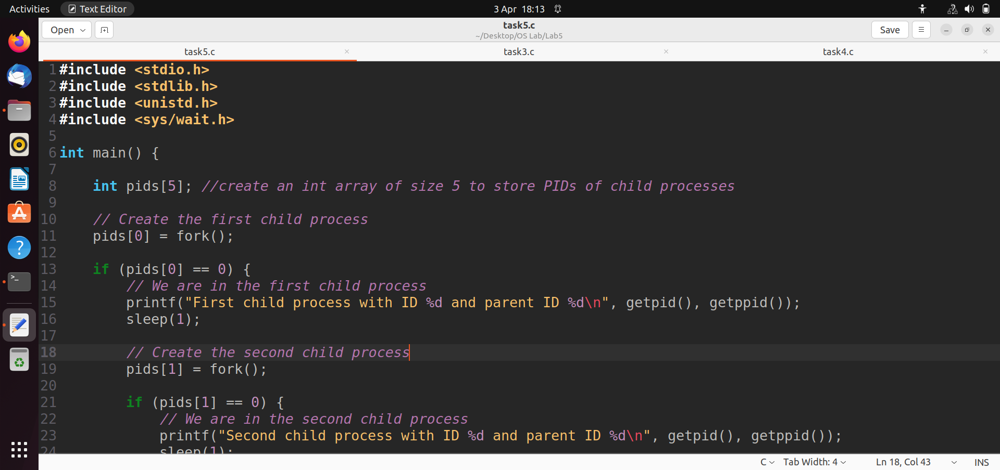 Activities Text Editor 3 Apr 18:13
Open task5.c Save
~/Desktop/OS Lab/Lab5
task5.c task3.c task4.c
1 #include <stdio.h>
2 #include <stdlib.h>
3 #include <unistd.h>
4 #include <sys/wait.h>
5
6 int main() {
7
8 int pids[5]; //create an int array of size 5 to store PIDs of child processes
9
10 // Create the first child process
11 pids[0] = fork();
12
13 if (pids[0] == 0) {
14 // We are in the first child process
15 printf("First child process with ID %d and parent ID %d\n", getpid(), getppid());
16 sleep(1);
17
18 // Create the second child process
19 pids[1] = fork();
20
21 if (pids[1] == 0) {
22 // We are in the second child process
23 printf("Second child process with ID %d and parent ID %d\n", getpid(), getppid());
24 sleep(1);
C Tab Width: 4 Ln 18, Col 43 INS